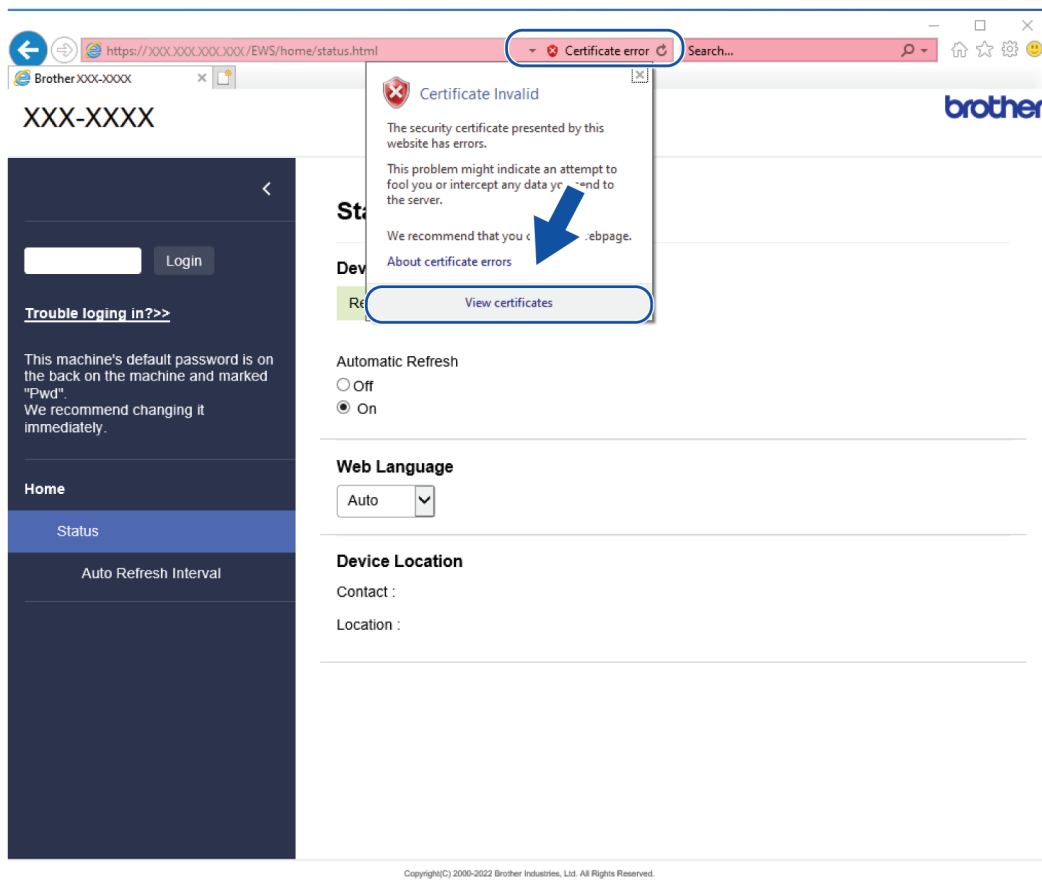 https://XXX.XXX.XXX.XXX/EWS/home/status.html
Certificate error
Search...
Brother XXX-XXXX
XXX-XXXX
brother
Certificate Invalid
The security certificate presented by this
website has errors.
This problem might indicate an attempt to
fool you or intercept any data you send to
the server.
We recommend that you c ebpage.
About certificate errors
View certificates
Login
Trouble loging in?>>
This machine's default password is on
the back on the machine and marked
"Pwd".
We recommend changing it
immediately.
Home
Status
Auto Refresh Interval
Sta
Dev
Re
Automatic Refresh
Off
On
Web Language
Auto
Device Location
Contact :
Location :
Copyright(C) 2000-2022 Brother Industries, Ltd. All Rights Reserved.